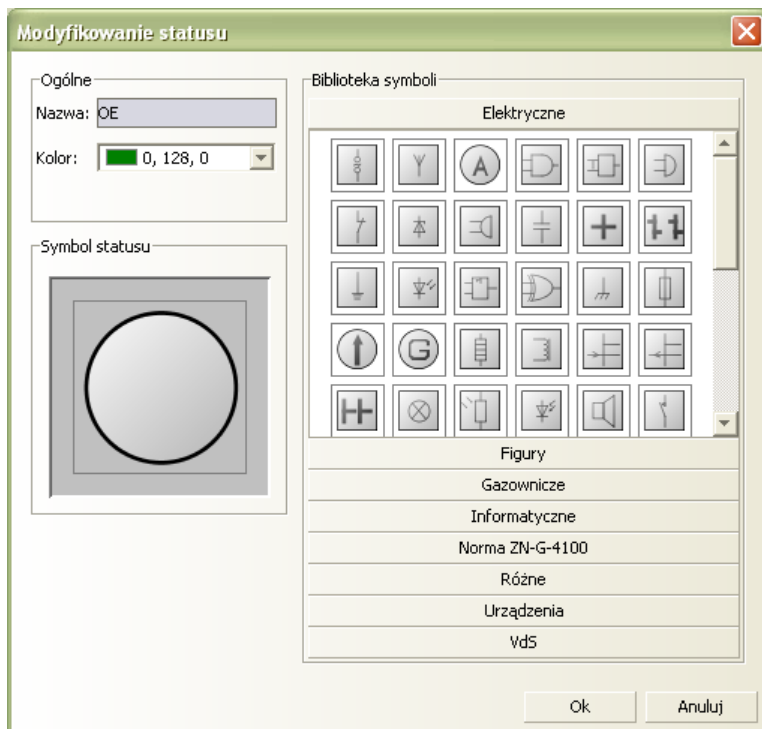 Modyfikowanie statusu
Ogólne
Nazwa: OE
Kolor: 0, 128, 0
Symbol statusu
Biblioteka symboli
Elektryczne
A
G
Figury
Gazownicze
Informatyczne
Norma ZN-G-4100
Różne
Urządzenia
VdS
Ok
Anuluj